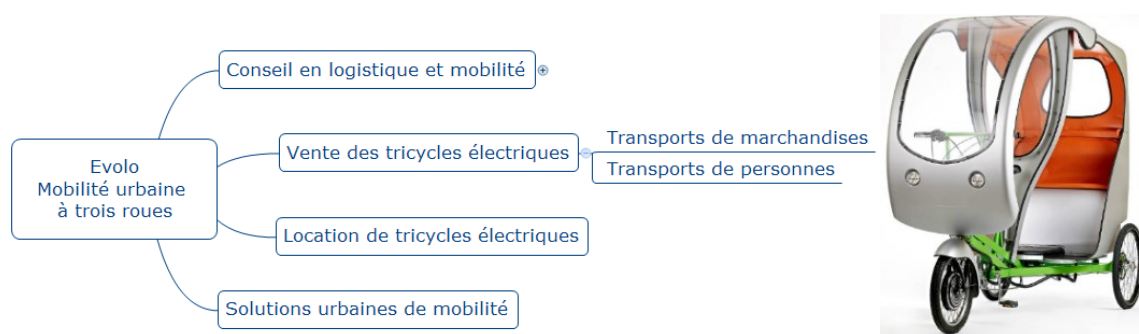 Conseil en logistique et mobilité
Evolo
Mobilité urbaine
à trois roues
Vente des tricycles électriques
Transports de marchandises
Transports de personnes
Location de tricycles électriques
Solutions urbaines de mobilité